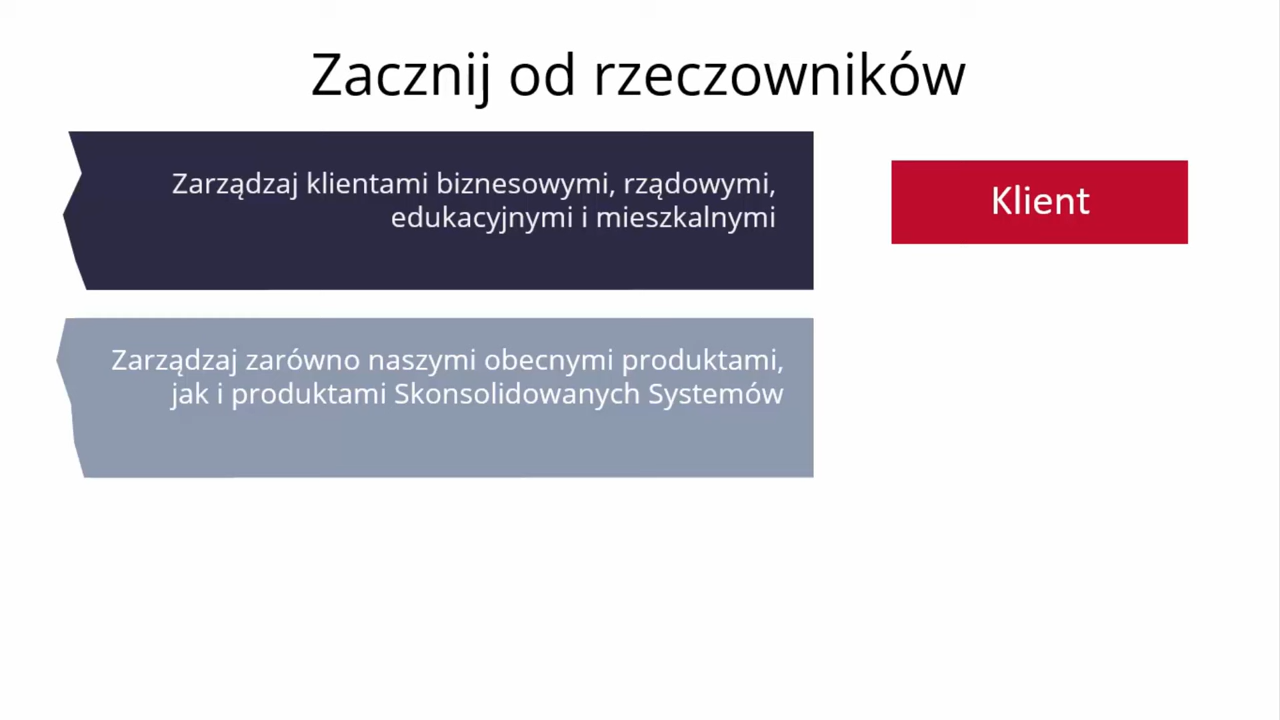 Zacznij od rzeczowników
Zarządzaj klientami biznesowymi, rządowymi,
edukacyjnymi i mieszkalnymi
Klient
Zarządzaj zarówno naszymi obecnymi produktami,
jak i produktami Skonsolidowanych Systemów